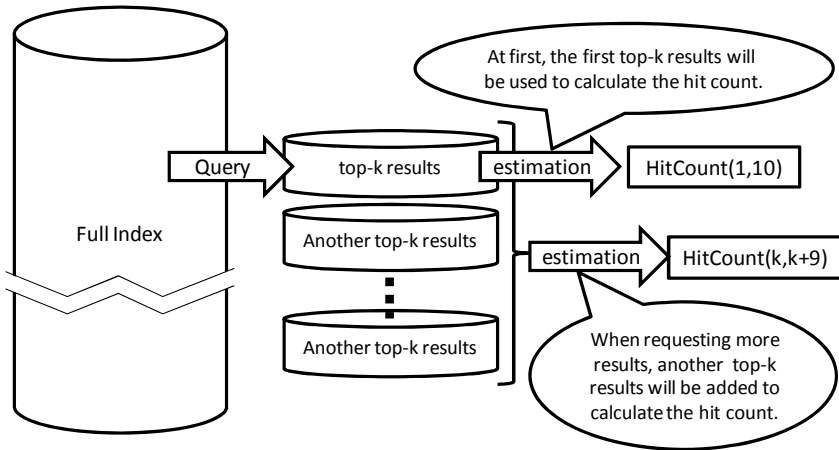 At first, the first top-k results will
be used to calculate the hit count.
Query
top-k results
estimation
HitCount(1,10)
Full Index
Another top-k results
estimation
HitCount(k,k+9)
Another top-k results
When requesting more
results, another top-k
results will be added to
calculate the hit count.